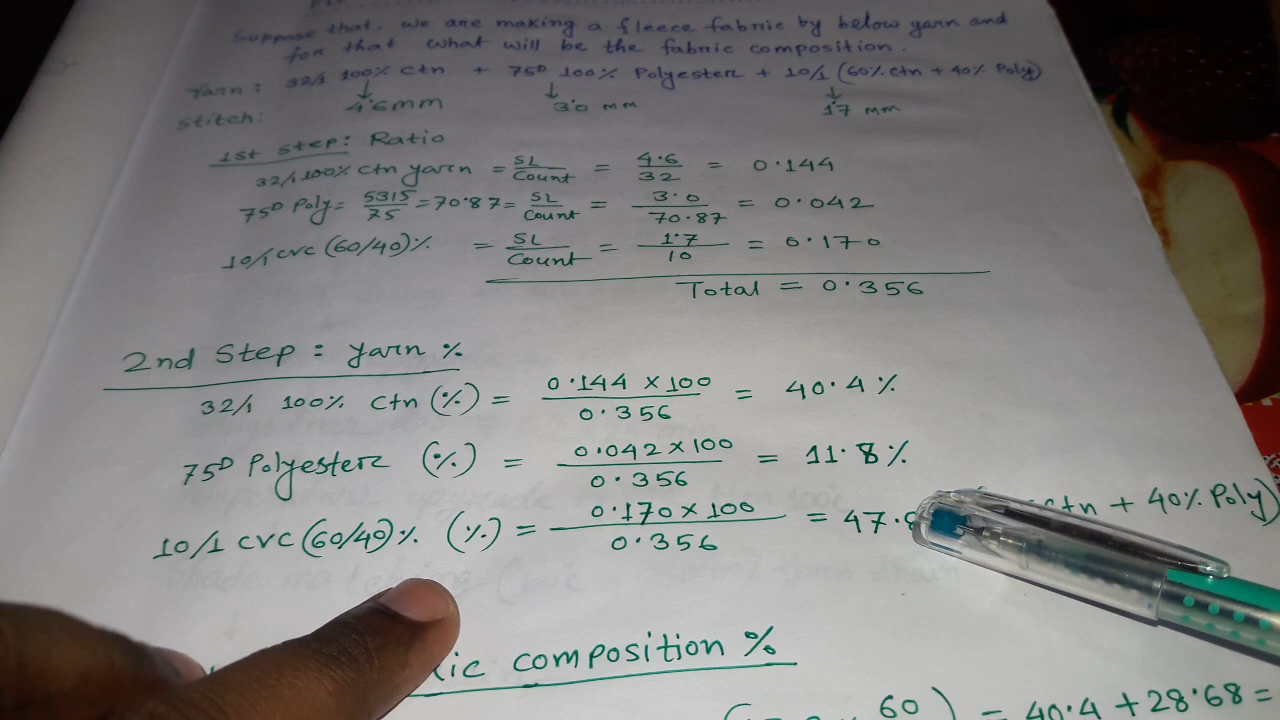 Suppose that, we are making a fleece fabric by below yarn and
for that what will be the fabric composition.
Yarn: 32/1 100% Ctn + 75D 100% Polyester + 10/1 (60% Ctn + 40% Poly)
↓ ↓ ↓
Stitch: 4.6 mm 3.0 mm 1.7 mm
1st step: Ratio
32/1 100% Ctn yarn = SL/Count = 4.6/32 = 0.144
75D Poly = 5315/75 = 70.87 = SL/Count = 3.0/70.87 = 0.042
10/1 CVC (60/40)% = SL/Count = 1.7/10 = 0.170
Total = 0.356
2nd Step: Yarn %
32/1 100% Ctn (%) = 0.144 x 100/0.356 = 40.4%
75D Polyester (%) = 0.042 x 100/0.356 = 11.8%
10/1 CVC (60/40)% (%) = 0.170 x 100/0.356 = 47. Ctn + 40% Poly)
composition %
60) = 40.4 + 28.68 =